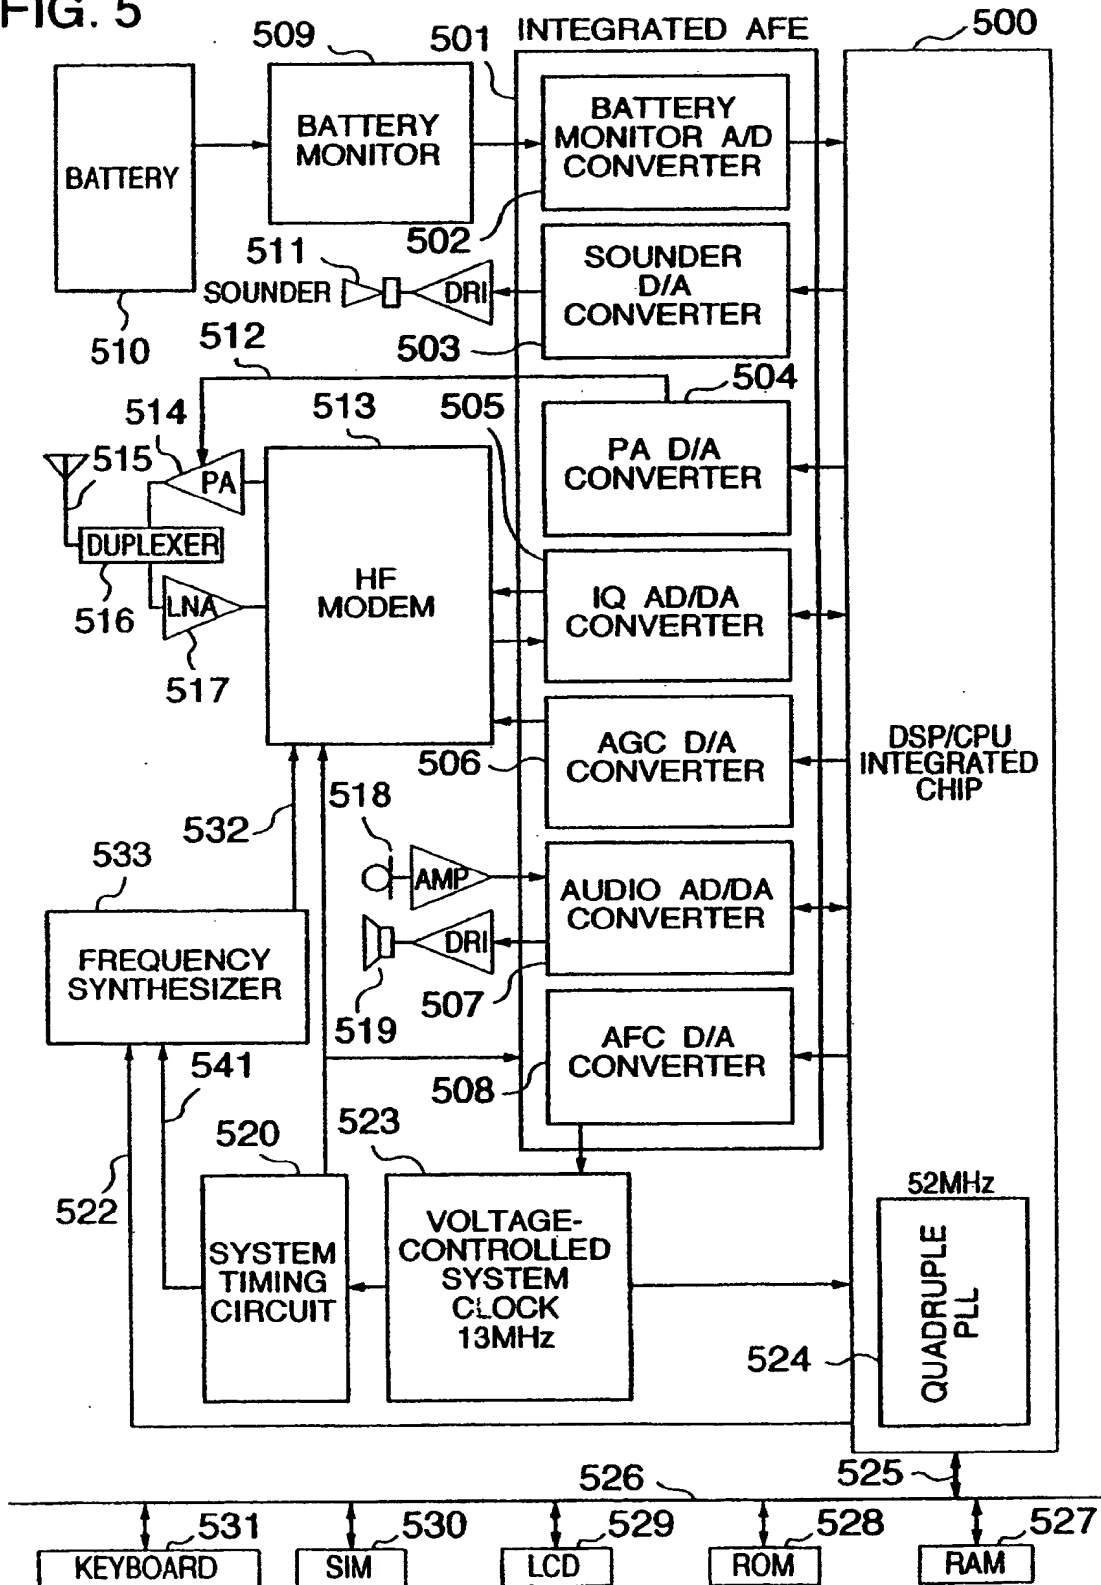 FIG. 5
509
501
INTEGRATED AFE
500
BATTERY
BATTERY
MONITOR
BATTERY
MONITOR A/D
CONVERTER
502
510
511
SOUNDER
DRI
SOUNDER
D/A
CONVERTER
503
512
504
514
513
505
515
PA
PA D/A
CONVERTER
DUPLEXER
516
LNA
517
HF
MODEM
IQ AD/DA
CONVERTER
506
AGC D/A
CONVERTER
DSP/CPU
INTEGRATED
CHIP
532
518
533
AMP
AUDIO AD/DA
CONVERTER
DRI
519
507
FREQUENCY
SYNTHESIZER
541
508
AFC D/A
CONVERTER
520
523
522
SYSTEM
TIMING
CIRCUIT
VOLTAGE-
CONTROLLED
SYSTEM
CLOCK
13MHz
52MHz
QUADRUPLE
PLL
524
525
526
531
530
529
528
527
KEYBOARD
SIM
LCD
ROM
RAM